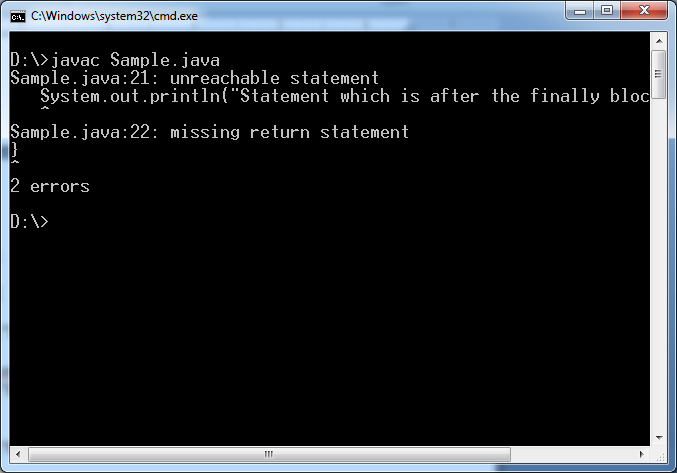 C:\Windows\system32\cmd.exe
D:\>javac Sample.java
Sample.java:21: unreachable statement
   System.out.println("Statement which is after the finally bloc
   ^
Sample.java:22: missing return statement
}
^
2 errors
D:\>